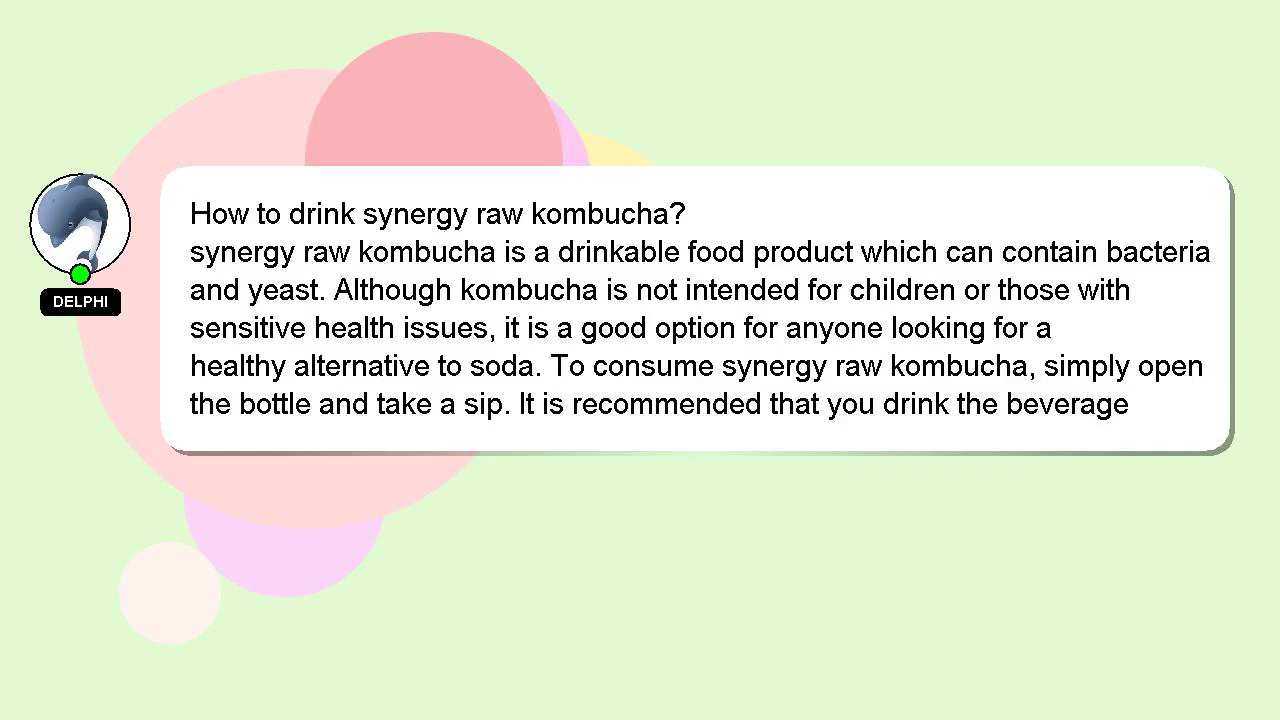 How to drink synergy raw kombucha?
synergy raw kombucha is a drinkable food product which can contain bacteria
and yeast. Although kombucha is not intended for children or those with
sensitive health issues, it is a good option for anyone looking for a
healthy alternative to soda. To consume synergy raw kombucha, simply open
the bottle and take a sip. It is recommended that you drink the beverage
DELPHI